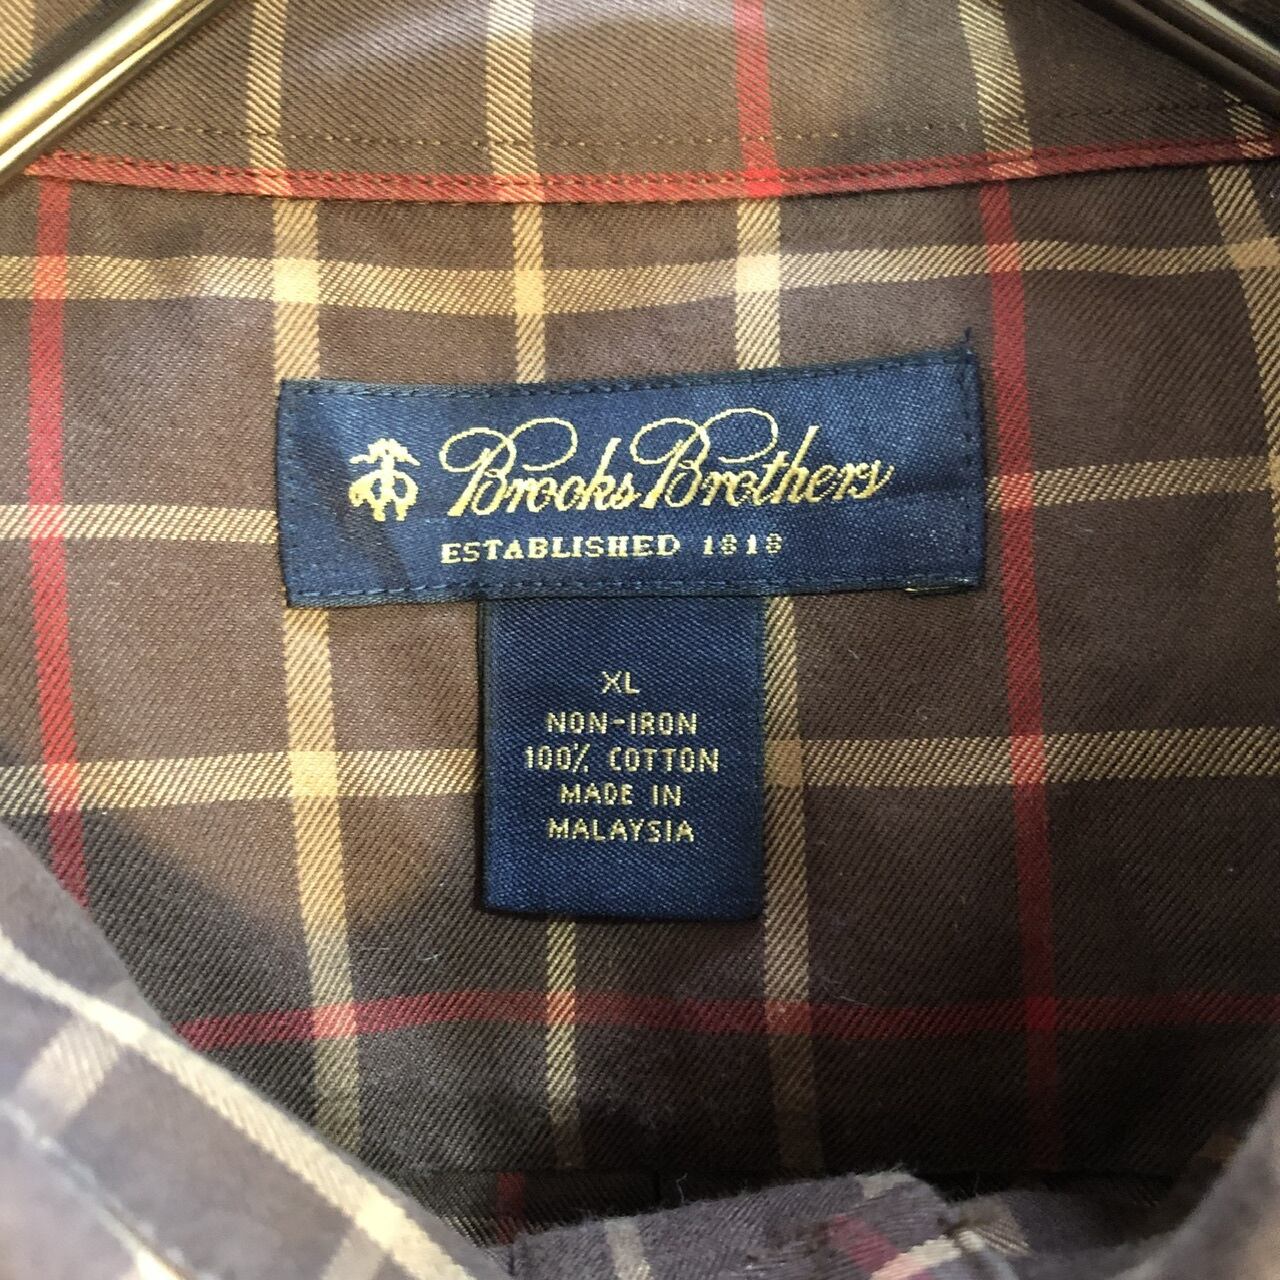 Brooks Brothers
ESTABLISHED 1818
XL
NON-IRON
100% COTTON
MADE IN
MALAYSIA